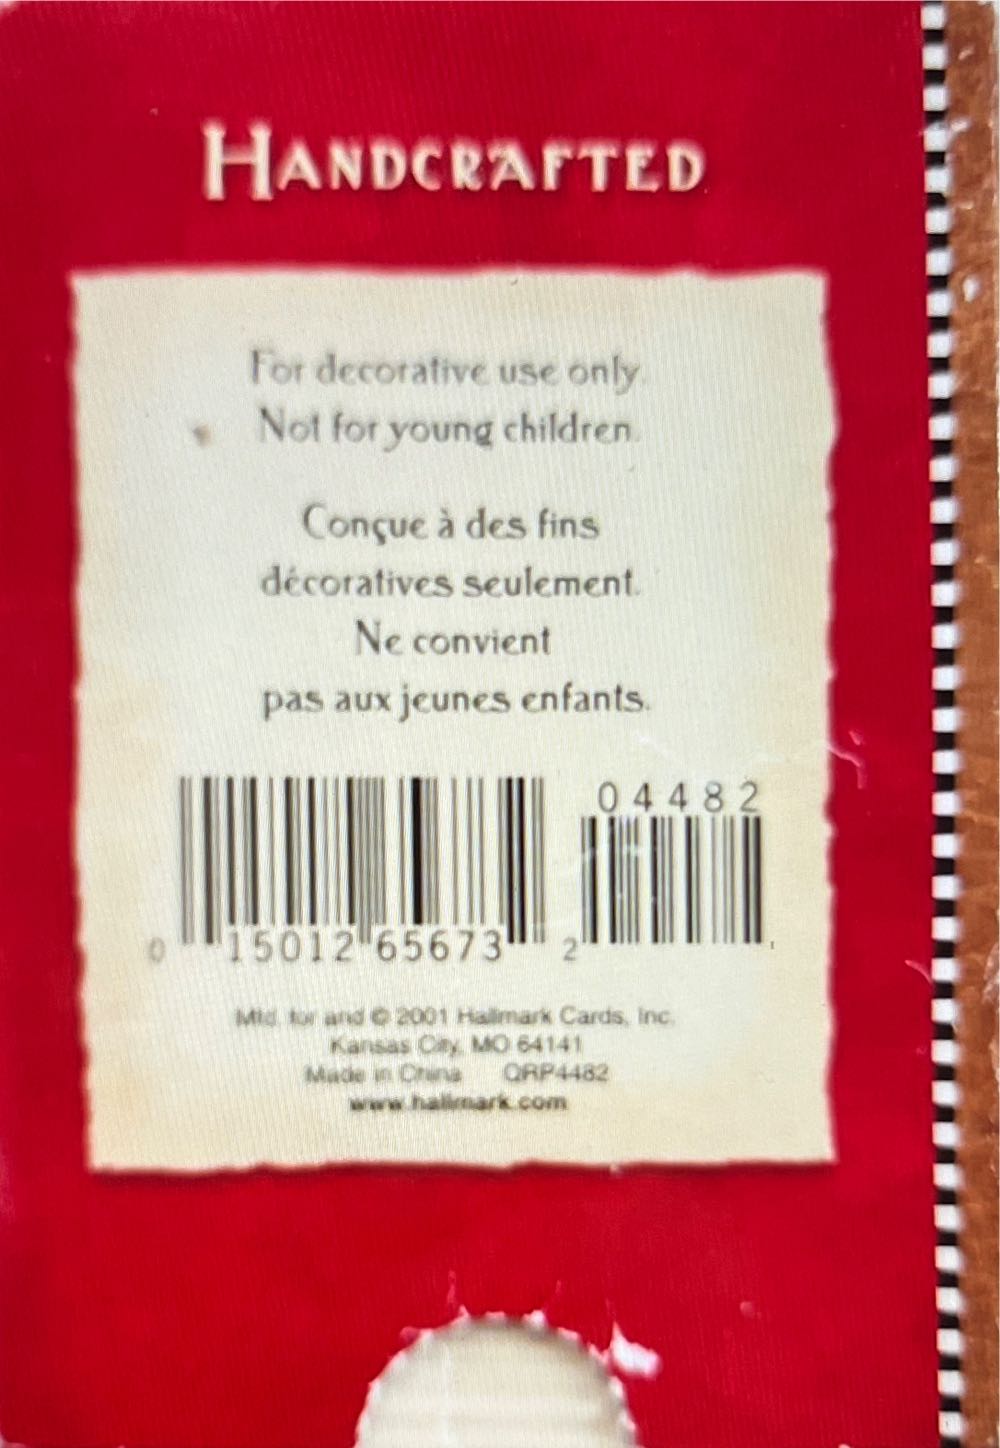 HANDCRAFTED
For decorative use only.
Not for young children.
Conçue à des fins
décoratives seulement.
Ne convient
pas aux jeunes enfants.
04482
0 15012 65673 2
Mfd. for and © 2001 Hallmark Cards, Inc.
Kansas City, MO 64141
Made in China QRP4482
www.hallmark.com